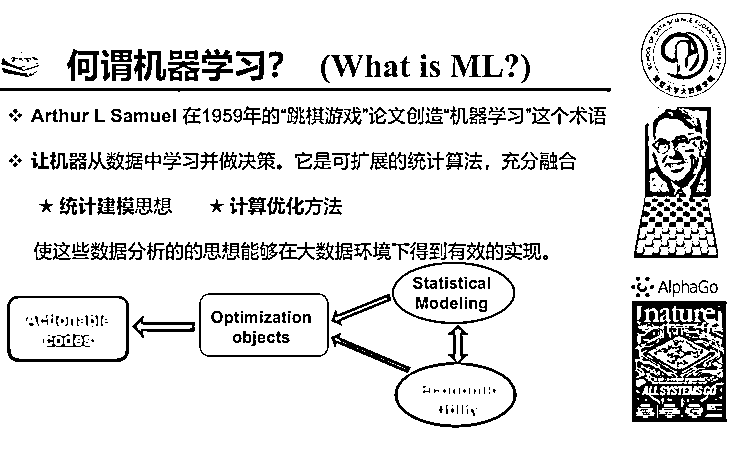 何谓机器学习? (What is ML?)
❖ Arthur L Samuel 在1959年的“跳棋游戏”论文创造“机器学习”这个术语
❖ 让机器从数据中学习并做决策。它是可扩展的统计算法，充分融合
★ 统计建模思想 ★ 计算优化方法
使这些数据分析的的思想能够在大数据环境下得到有效的实现。
Statistical
Modeling
Optimization
objects
codes
AlphaGo
nature
ALL SYSTEMS GO